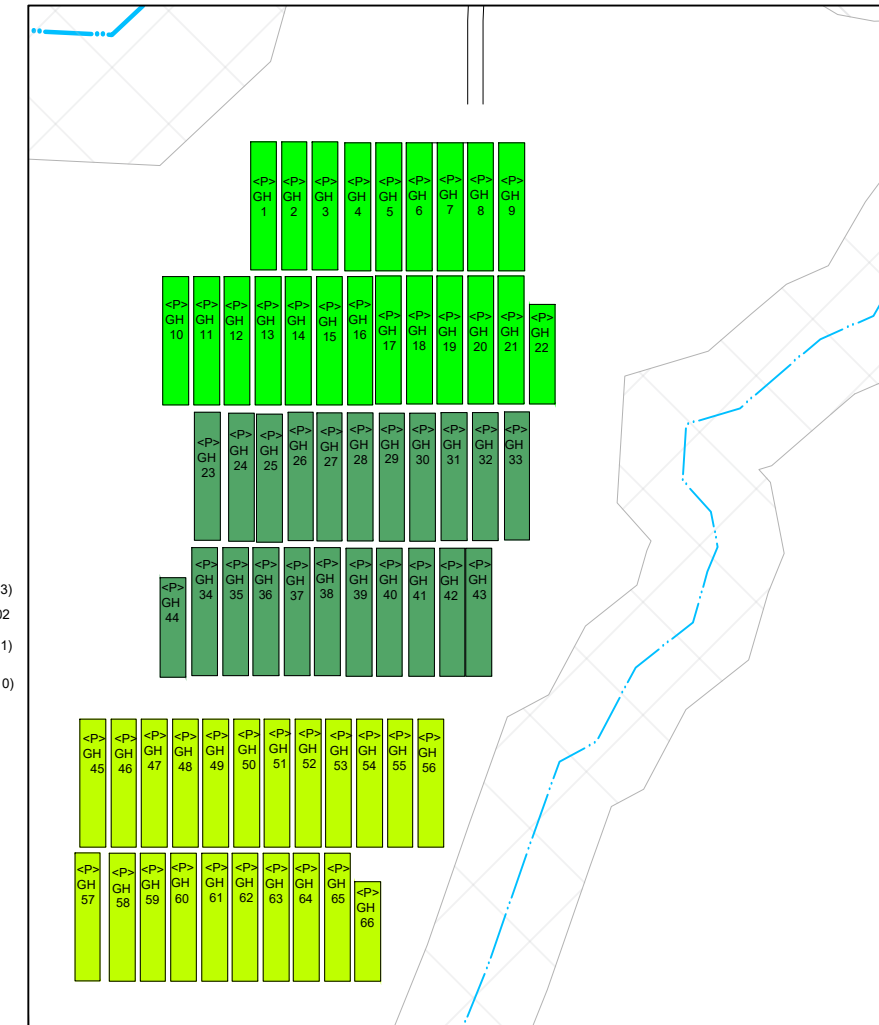 <P>
GH
1
<P>
GH
2
<P>
GH
3
<P>
GH
4
<P>
GH
5
<P>
GH
6
<P>
GH
7
<P>
GH
8
<P>
GH
9
<P>
GH
10
<P>
GH
11
<P>
GH
12
<P>
GH
13
<P>
GH
14
<P>
GH
15
<P>
GH
16
<P>
GH
17
<P>
GH
18
<P>
GH
19
<P>
GH
20
<P>
GH
21
<P>
GH
22
<P>
GH
23
<P>
GH
24
<P>
GH
25
<P>
GH
26
<P>
GH
27
<P>
GH
28
<P>
GH
29
<P>
GH
30
<P>
GH
31
<P>
GH
32
<P>
GH
33
3)
02
1)
0)
<P>
GH
44
<P>
GH
34
<P>
GH
35
<P>
GH
36
<P>
GH
37
<P>
GH
38
<P>
GH
39
<P>
GH
40
<P>
GH
41
<P>
GH
42
<P>
GH
43
<P>
GH
45
<P>
GH
46
<P>
GH
47
<P>
GH
48
<P>
GH
49
<P>
GH
50
<P>
GH
51
<P>
GH
52
<P>
GH
53
<P>
GH
54
<P>
GH
55
<P>
GH
56
<P>
GH
57
<P>
GH
58
<P>
GH
59
<P>
GH
60
<P>
GH
61
<P>
GH
62
<P>
GH
63
<P>
GH
64
<P>
GH
65
<P>
GH
66